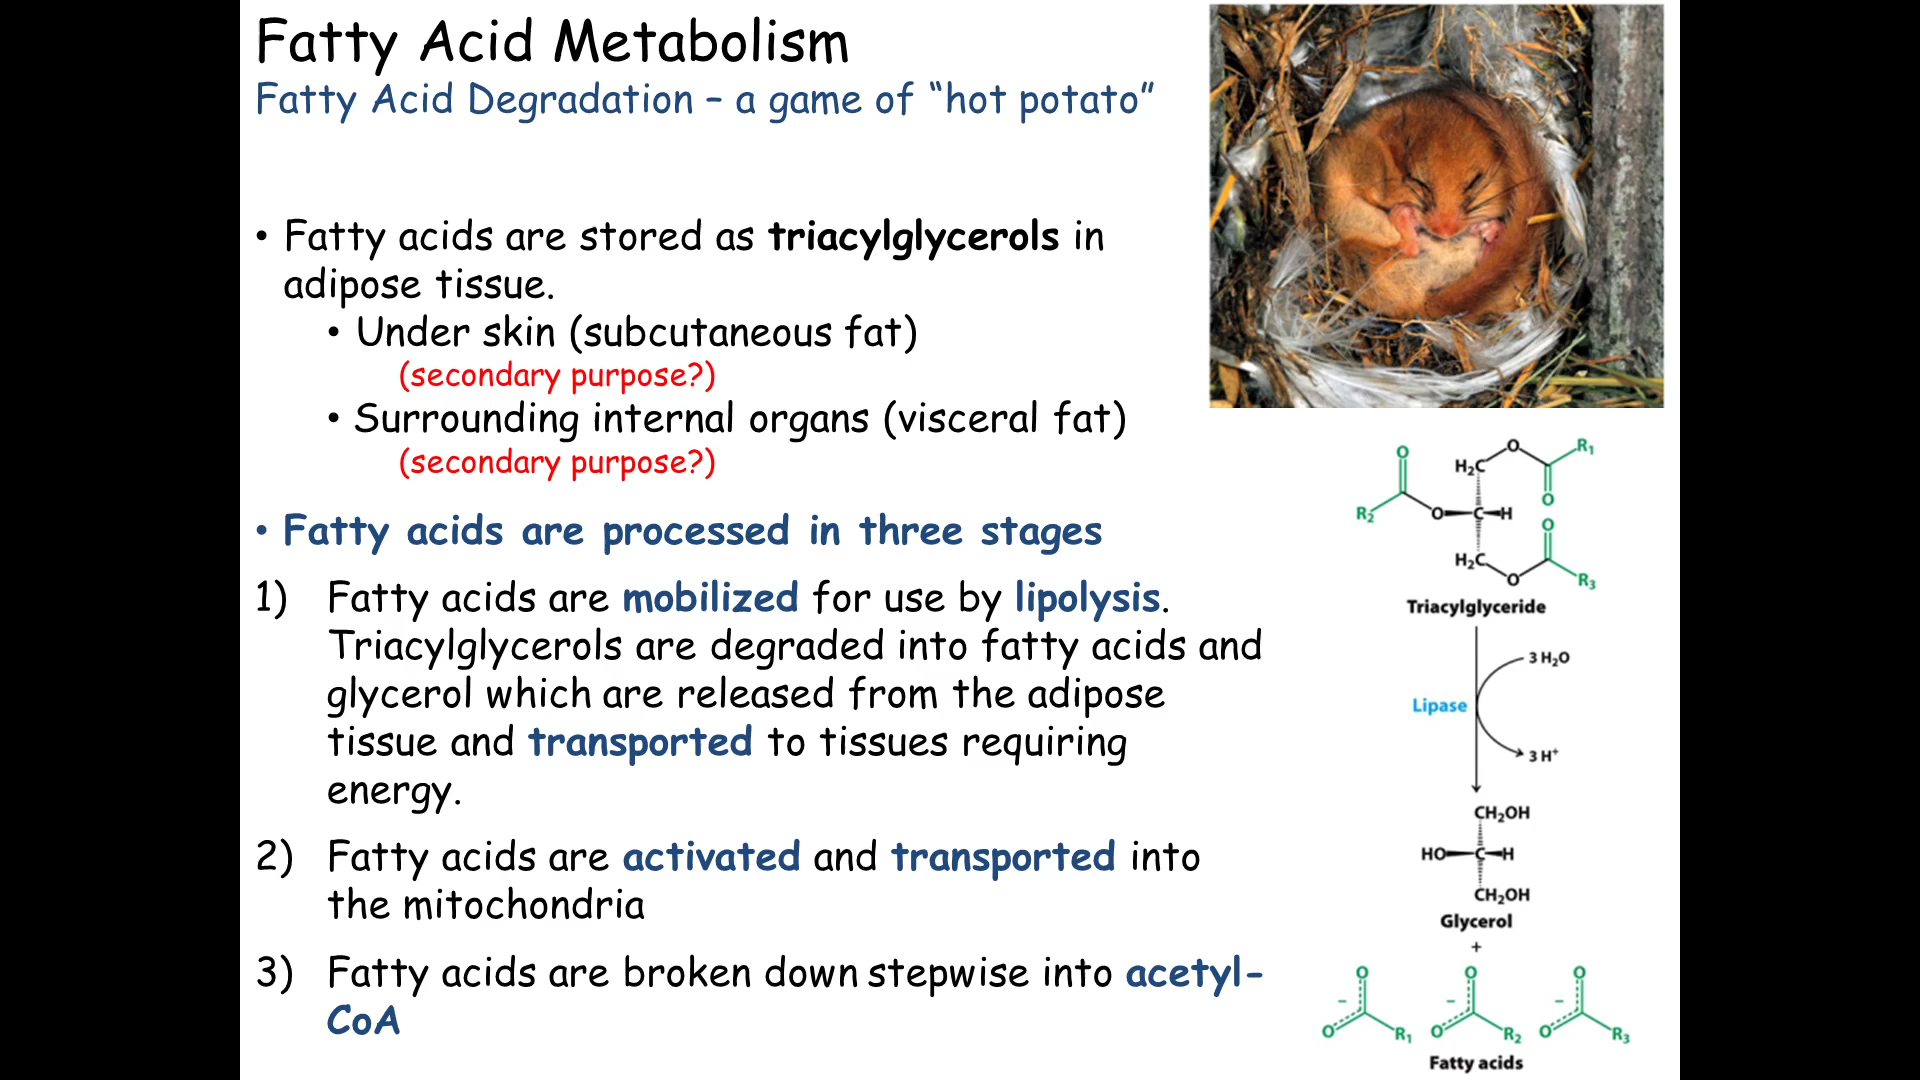 Fatty Acid Metabolism
Fatty Acid Degradation – a game of “hot potato”
• Fatty acids are stored as triacylglycerols in
adipose tissue.
• Under skin (subcutaneous fat)
(secondary purpose?)
• Surrounding internal organs (visceral fat)
(secondary purpose?)
• Fatty acids are processed in three stages
1) Fatty acids are mobilized for use by lipolysis.
Triacylglycerols are degraded into fatty acids and
glycerol which are released from the adipose
tissue and transported to tissues requiring
energy.
2) Fatty acids are activated and transported into
the mitochondria
3) Fatty acids are broken down stepwise into acetyl-
CoA
O R₁
O H₂C
O
R₂ O C H
O
H₂C
O R₃
Triacylglyceride
3 H₂O
Lipase
3 H⁺
CH₂OH
HO C H
CH₂OH
Glycerol
+
O O O
– – –
O R₁ O R₂ O R₃
Fatty acids